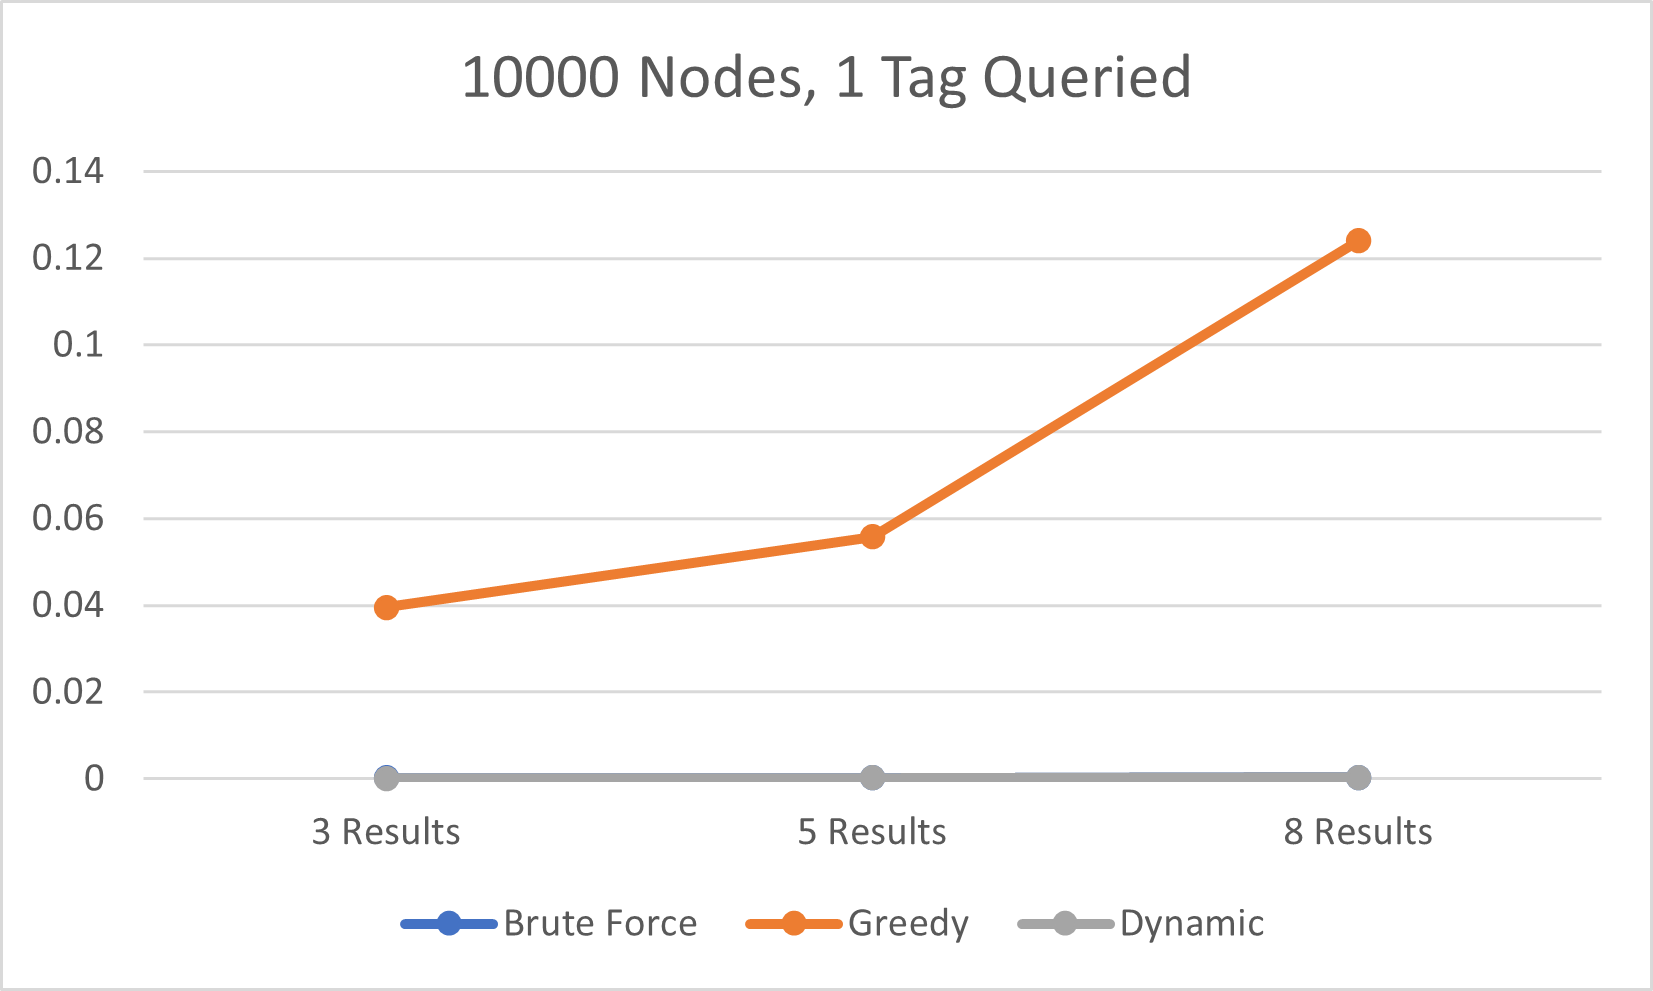 10000 Nodes, 1 Tag Queried
0.14
0.12
0.1
0.08
0.06
0.04
0.02
0
3 Results 5 Results 8 Results
Brute Force Greedy Dynamic